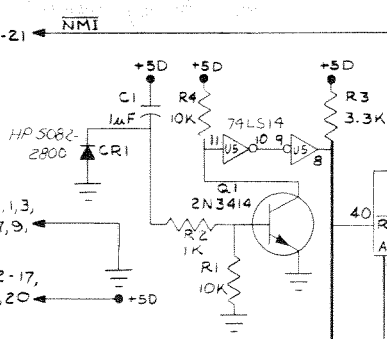 NMI
-21
+5D +5D +5D
C1 R4 R3
1μF 10K 74LS14 3.3K
HP 5082-
2800 CR1
11 U5 10 9 U5 8
Q1
2N3414
,1,3,
7,9,
40
R2 R
1K A
R1
10K
2-17,
,20 +5D